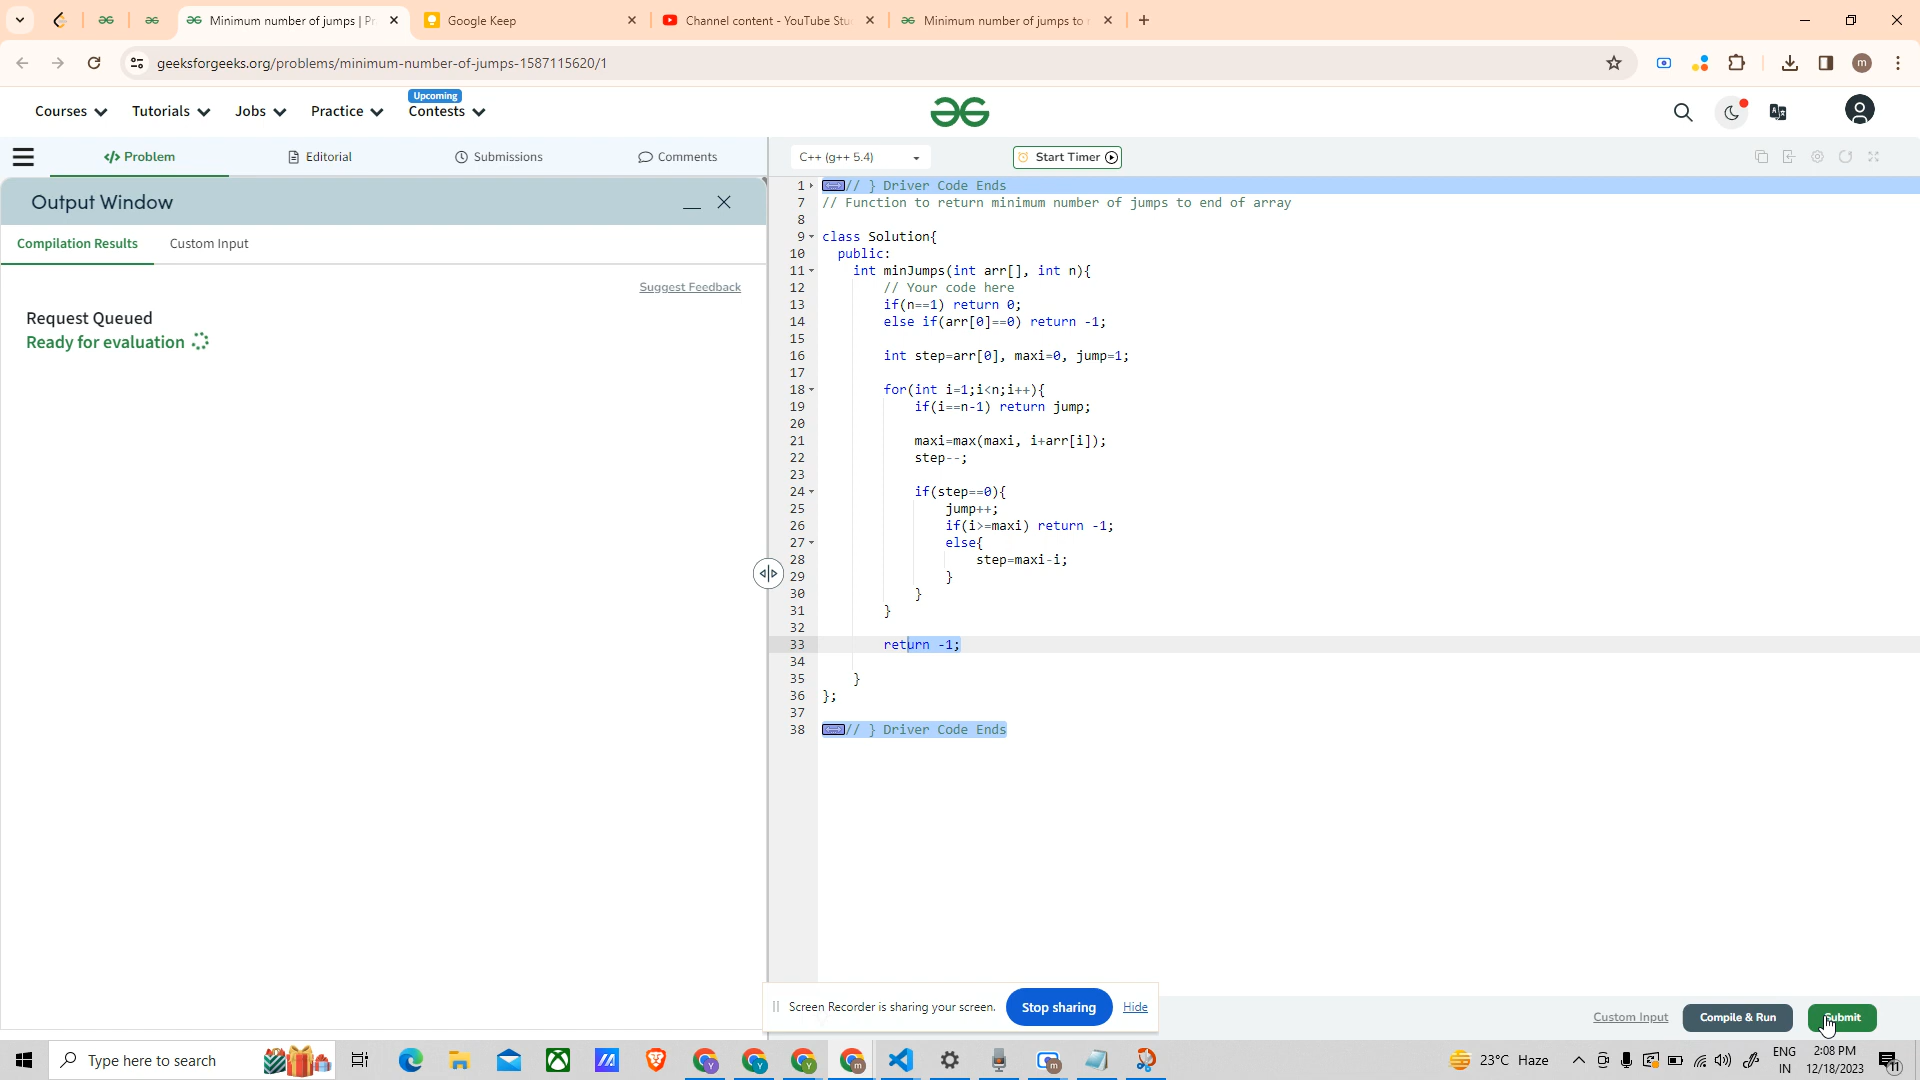 Minimum number of jumps | Pr
Google Keep
Channel content - YouTube Stu
Minimum number of jumps to
geeksforgeeks.org/problems/minimum-number-of-jumps-1587115620/1
m
Upcoming
Courses
Tutorials
Jobs
Practice
Contests
</> Problem
Editorial
Submissions
Comments
C++ (g++ 5.4)
Start Timer
Output Window
Compilation Results
Custom Input
Suggest Feedback
Request Queued
Ready for evaluation
1 // } Driver Code Ends
7 // Function to return minimum number of jumps to end of array
8
9 class Solution{
10 public:
11 int minJumps(int arr[], int n){
12 // Your code here
13 if(n==1) return 0;
14 else if(arr[0]==0) return -1;
15
16 int step=arr[0], maxi=0, jump=1;
17
18 for(int i=1;i<n;i++){
19 if(i==n-1) return jump;
20
21 maxi=max(maxi, i+arr[i]);
22 step--;
23
24 if(step==0){
25 jump++;
26 if(i>=maxi) return -1;
27 else{
28 step=maxi-i;
29 }
30 }
31 }
32
33 return -1;
34
35 }
36 };
37
38 // } Driver Code Ends
Screen Recorder is sharing your screen.
Stop sharing
Hide
Custom Input
Compile & Run
Submit
Type here to search
23°C Haze
ENG
IN
2:08 PM
12/18/2023
11